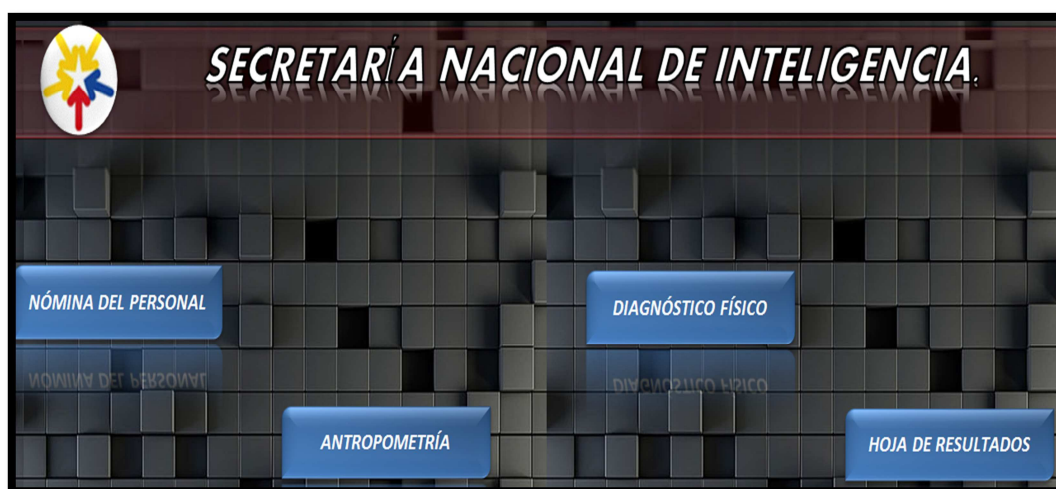 SECRETARÍA NACIONAL DE INTELIGENCIA.
NÓMINA DEL PERSONAL
DIAGNÓSTICO FÍSICO
ANTROPOMETRÍA
HOJA DE RESULTADOS